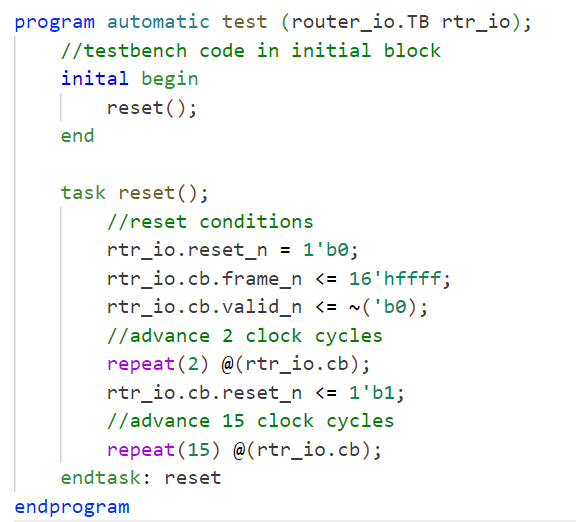 program automatic test (router_io.TB rtr_io);
    //testbench code in initial block
    inital begin
        reset();
    end

    task reset();
        //reset conditions
        rtr_io.reset_n = 1'b0;
        rtr_io.cb.frame_n <= 16'hffff;
        rtr_io.cb.valid_n <= ~('b0);
        //advance 2 clock cycles
        repeat(2) @(rtr_io.cb);
        rtr_io.cb.reset_n <= 1'b1;
        //advance 15 clock cycles
        repeat(15) @(rtr_io.cb);
    endtask: reset
endprogram